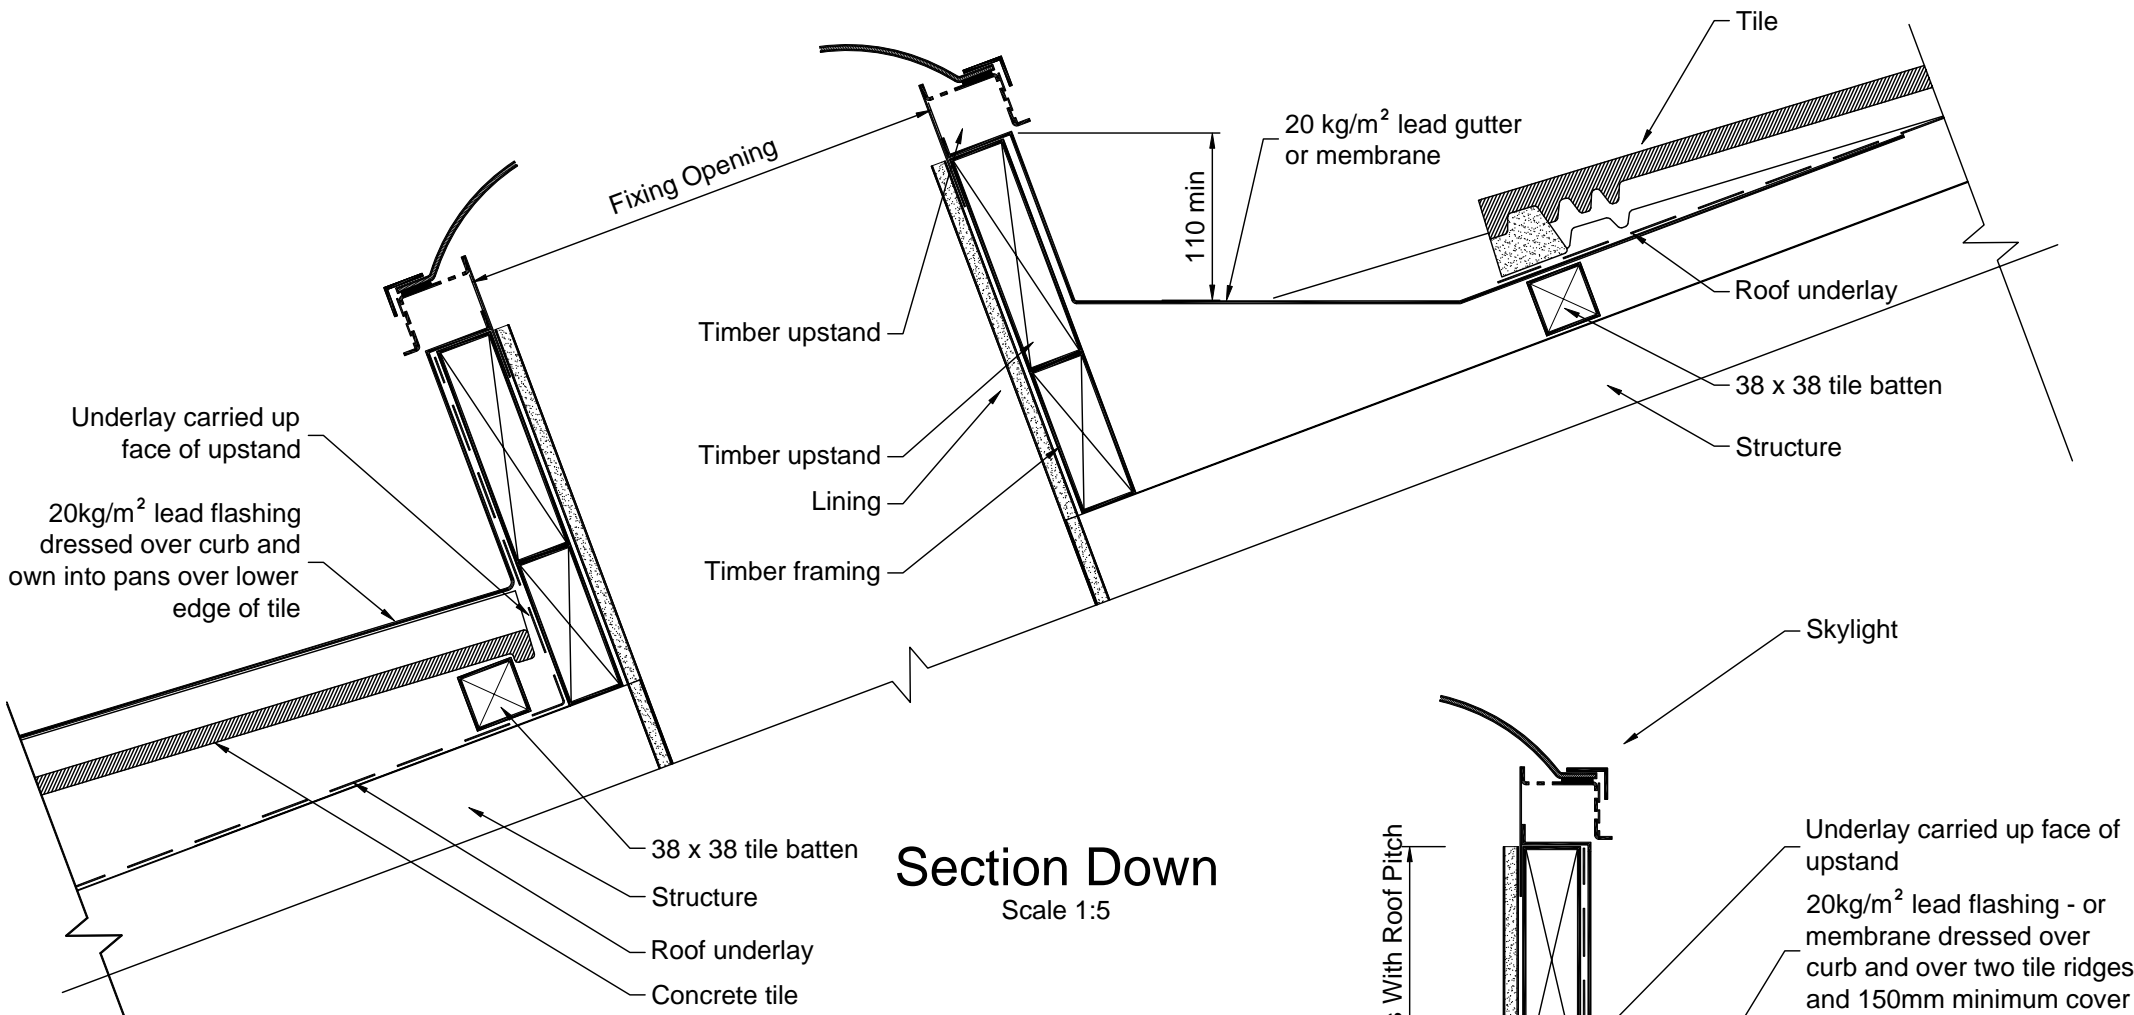 Tile
20 kg/m² lead gutter
or membrane
Fixing Opening
110 min
Timber upstand
Roof underlay
38 x 38 tile batten
Structure
Underlay carried up
face of upstand
Timber upstand
Lining
20kg/m² lead flashing
dressed over curb and
own into pans over lower
edge of tile
Timber framing
Skylight
38 x 38 tile batten
Structure
Roof underlay
Concrete tile
Section Down
Scale 1:5
With Roof Pitch
Underlay carried up face of
upstand
20kg/m² lead flashing - or
membrane dressed over
curb and over two tile ridges
and 150mm minimum cover